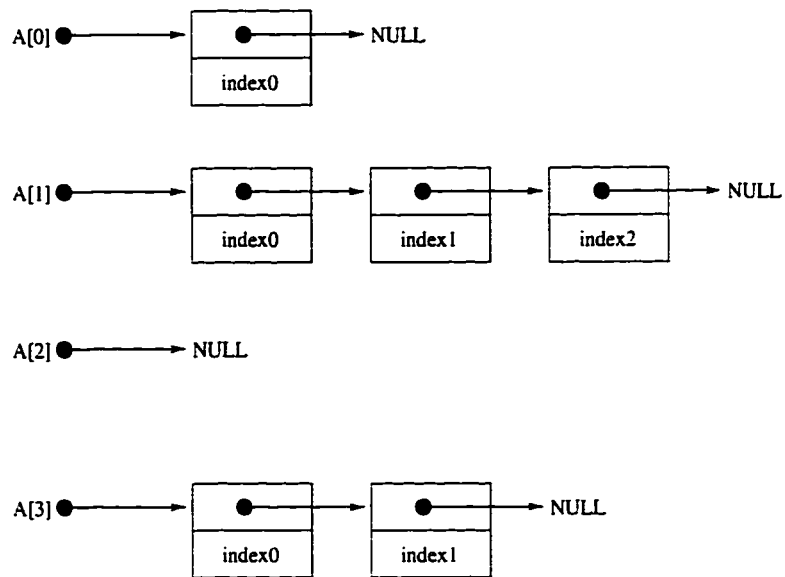 A[0] NULL
index0
A[1] NULL
index0 index1 index2
A[2] NULL
A[3] NULL
index0 index1